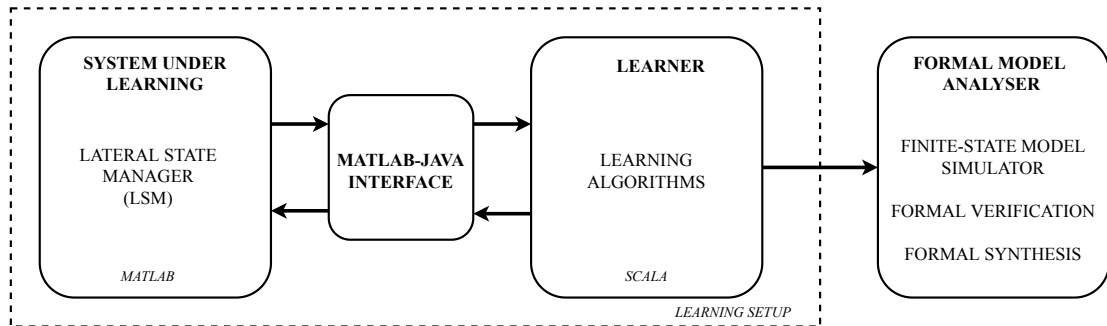 SYSTEM UNDER
LEARNING
LATERAL STATE
MANAGER
(LSM)
MATLAB
MATLAB-JAVA
INTERFACE
LEARNER
LEARNING
ALGORITHMS
SCALA
LEARNING SETUP
FORMAL MODEL
ANALYSER
FINITE-STATE MODEL
SIMULATOR
FORMAL VERIFICATION
FORMAL SYNTHESIS